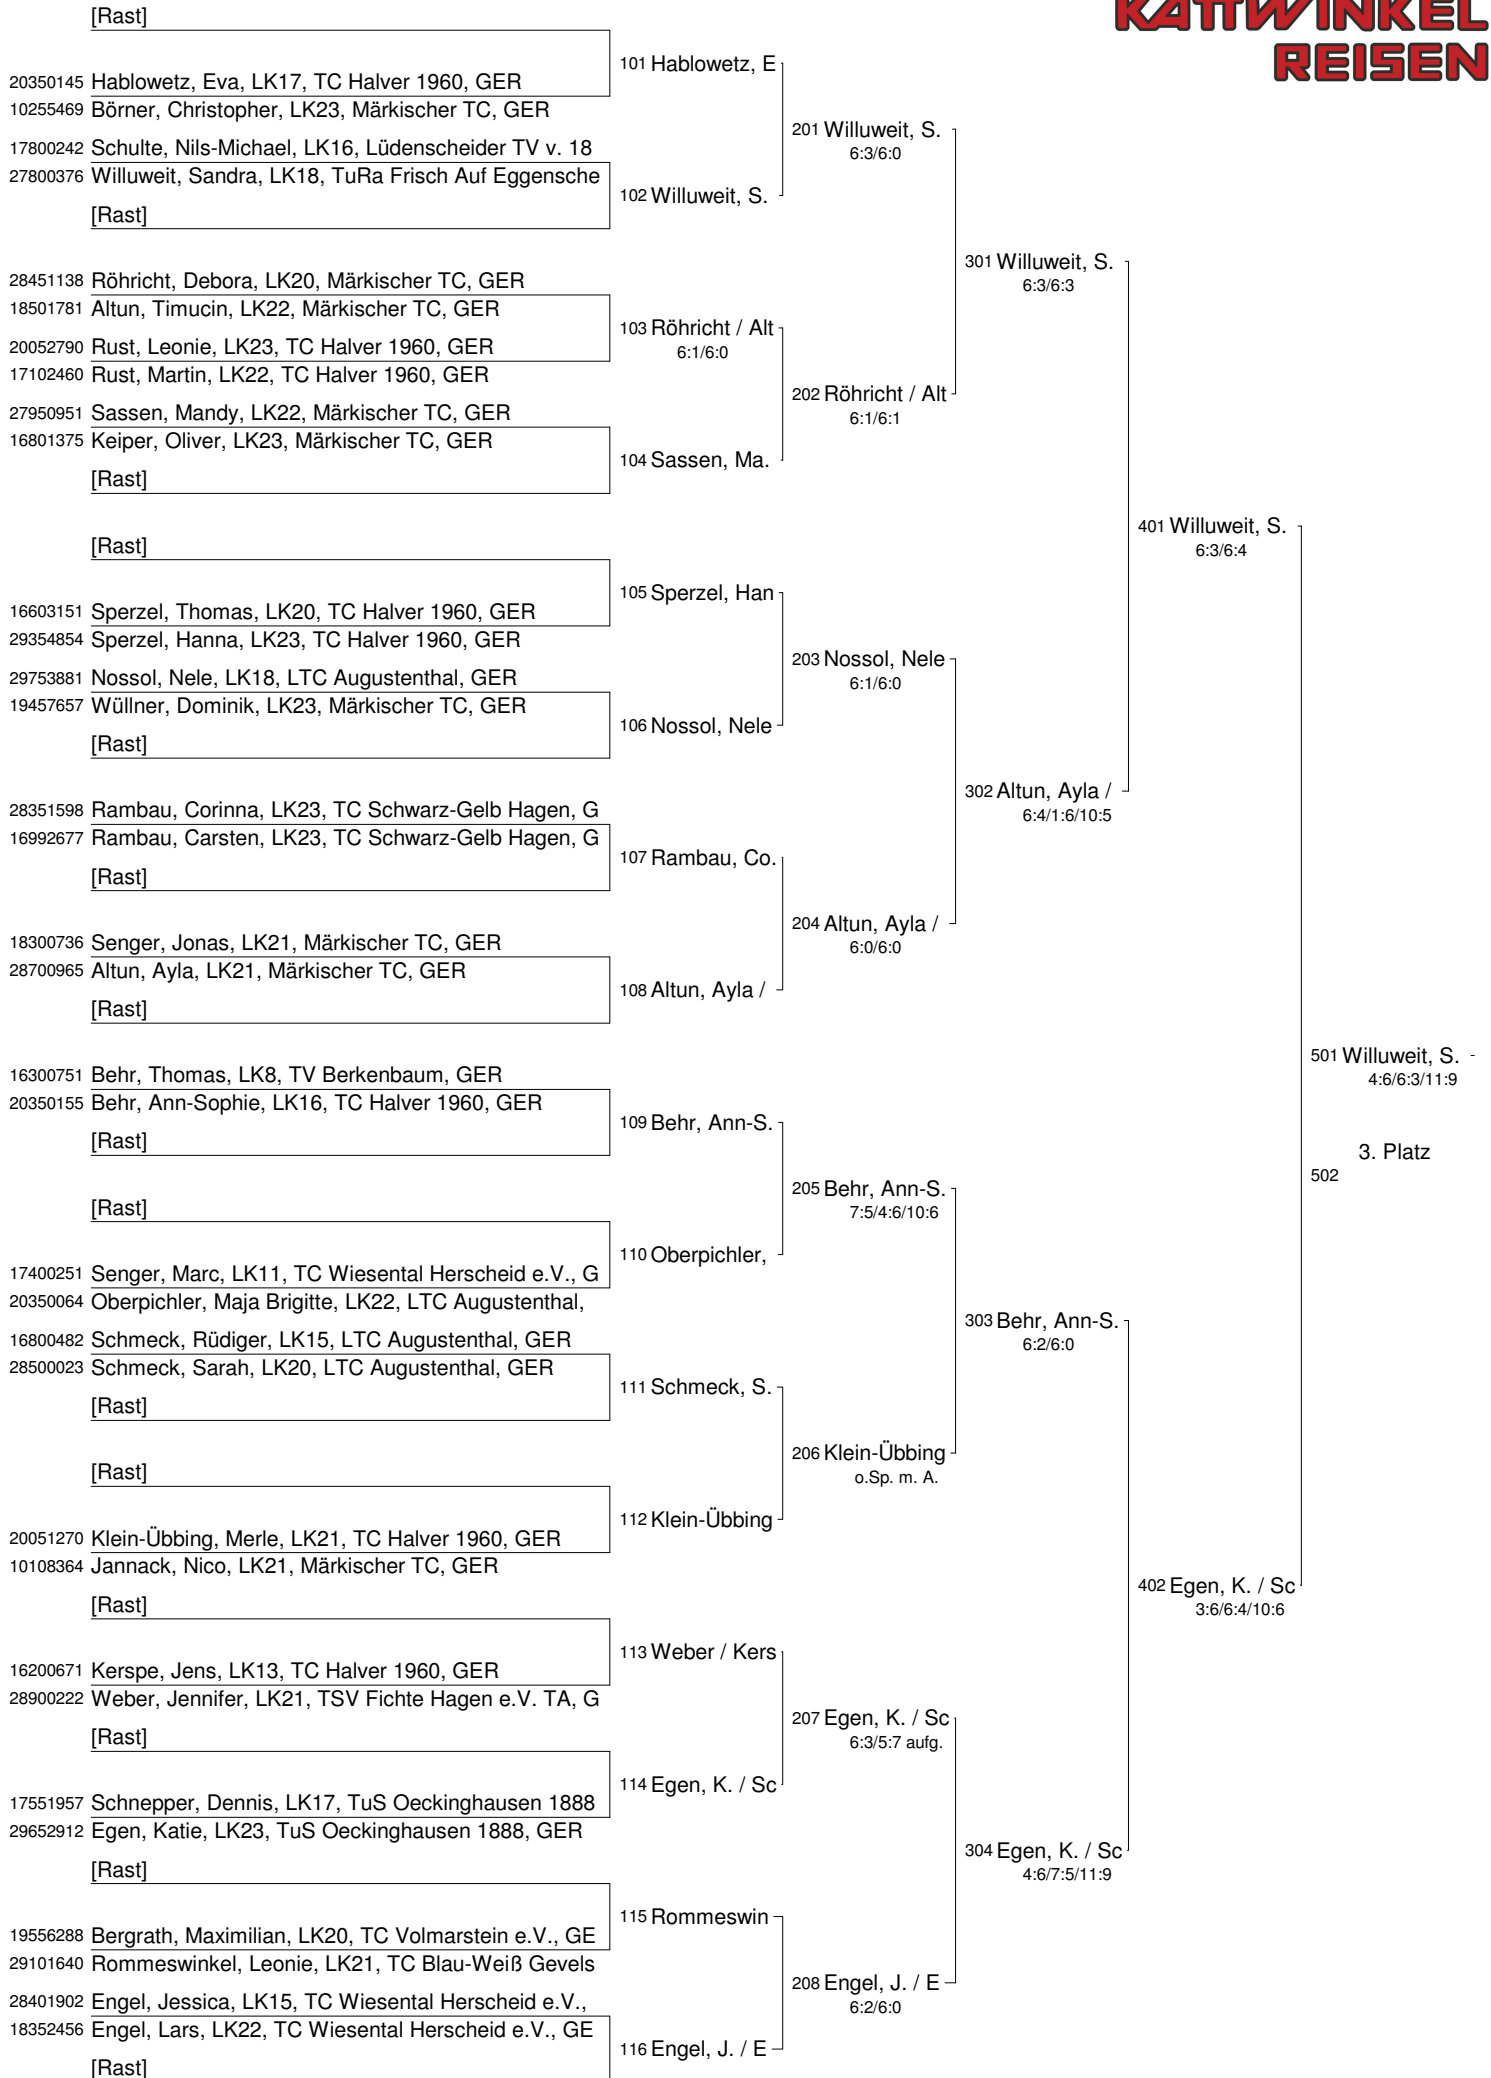 KATTWINKEL
REISEN
[Rast]
101 Hablowetz, E
20350145 Hablowetz, Eva, LK17, TC Halver 1960, GER
10255469 Börner, Christopher, LK23, Märkischer TC, GER
201 Willuweit, S.
6:3/6:0
17800242 Schulte, Nils-Michael, LK16, Lüdenscheider TV v. 18
27800376 Willuweit, Sandra, LK18, TuRa Frisch Auf Eggensche
102 Willuweit, S.
[Rast]
301 Willuweit, S.
6:3/6:3
28451138 Röhricht, Debora, LK20, Märkischer TC, GER
18501781 Altun, Timucin, LK22, Märkischer TC, GER
103 Röhricht / Alt
6:1/6:0
20052790 Rust, Leonie, LK23, TC Halver 1960, GER
17102460 Rust, Martin, LK22, TC Halver 1960, GER
202 Röhricht / Alt
6:1/6:1
27950951 Sassen, Mandy, LK22, Märkischer TC, GER
16801375 Keiper, Oliver, LK23, Märkischer TC, GER
104 Sassen, Ma.
[Rast]
401 Willuweit, S.
6:3/6:4
[Rast]
105 Sperzel, Han
16603151 Sperzel, Thomas, LK20, TC Halver 1960, GER
29354854 Sperzel, Hanna, LK23, TC Halver 1960, GER
203 Nossol, Nele
6:1/6:0
29753881 Nossol, Nele, LK18, LTC Augustenthal, GER
19457657 Wüllner, Dominik, LK23, Märkischer TC, GER
106 Nossol, Nele
[Rast]
302 Altun, Ayla /
6:4/1:6/10:5
28351598 Rambau, Corinna, LK23, TC Schwarz-Gelb Hagen, G
16992677 Rambau, Carsten, LK23, TC Schwarz-Gelb Hagen, G
107 Rambau, Co.
[Rast]
204 Altun, Ayla /
6:0/6:0
18300736 Senger, Jonas, LK21, Märkischer TC, GER
28700965 Altun, Ayla, LK21, Märkischer TC, GER
108 Altun, Ayla /
[Rast]
501 Willuweit, S.
4:6/6:3/11:9
16300751 Behr, Thomas, LK8, TV Berkenbaum, GER
20350155 Behr, Ann-Sophie, LK16, TC Halver 1960, GER
109 Behr, Ann-S.
[Rast]
3. Platz
502
205 Behr, Ann-S.
7:5/4:6/10:6
[Rast]
110 Oberpichler,
17400251 Senger, Marc, LK11, TC Wiesental Herscheid e.V., G
20350064 Oberpichler, Maja Brigitte, LK22, LTC Augustenthal,
303 Behr, Ann-S.
6:2/6:0
16800482 Schmeck, Rüdiger, LK15, LTC Augustenthal, GER
28500023 Schmeck, Sarah, LK20, LTC Augustenthal, GER
111 Schmeck, S.
[Rast]
206 Klein-Übbing
o.Sp. m. A.
[Rast]
112 Klein-Übbing
20051270 Klein-Übbing, Merle, LK21, TC Halver 1960, GER
10108364 Jannack, Nico, LK21, Märkischer TC, GER
402 Egen, K. / Sc
3:6/6:4/10:6
[Rast]
113 Weber / Kers
16200671 Kerspe, Jens, LK13, TC Halver 1960, GER
28900222 Weber, Jennifer, LK21, TSV Fichte Hagen e.V. TA, G
207 Egen, K. / Sc
6:3/5:7 aufg.
[Rast]
114 Egen, K. / Sc
17551957 Schnepper, Dennis, LK17, TuS Oeckinghausen 1888
29652912 Egen, Katie, LK23, TuS Oeckinghausen 1888, GER
304 Egen, K. / Sc
4:6/7:5/11:9
[Rast]
115 Rommeswin
19556288 Bergrath, Maximilian, LK20, TC Volmarstein e.V., GE
29101640 Rommeswinkel, Leonie, LK21, TC Blau-Weiß Gevels
208 Engel, J. / E
6:2/6:0
28401902 Engel, Jessica, LK15, TC Wiesental Herscheid e.V.,
18352456 Engel, Lars, LK22, TC Wiesental Herscheid e.V., GE
116 Engel, J. / E
[Rast]